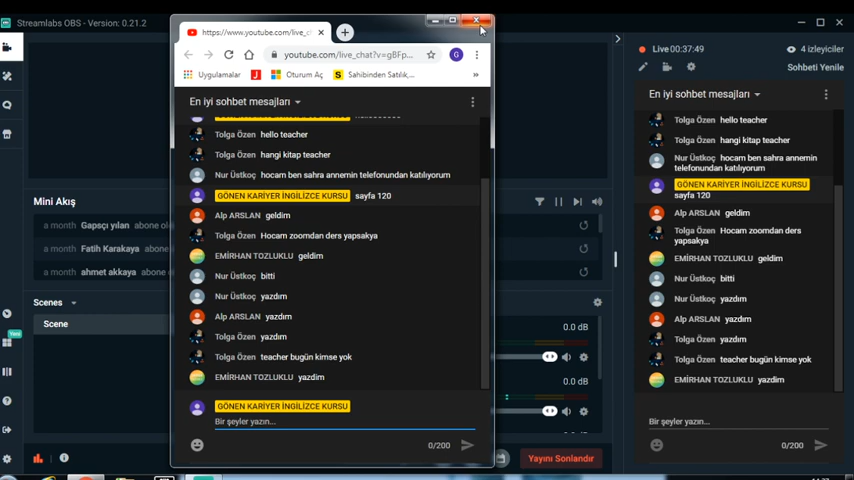 Streamlabs OBS - Version: 0.21.2
https://www.youtube.com/live_c
youtube.com/live_chat?v=gBFp...
G
Uygulamalar
Oturum Aç
Sahibinden Satılık,...
»
En iyi sohbet mesajları
Tolga Özen hello teacher
Tolga Özen hangi kitap teacher
Nur Üstkoç hocam ben sahra annemin telefonundan katılıyorum
GÖNEN KARİYER İNGİLİZCE KURSU sayfa 120
Alp ARSLAN geldim
Tolga Özen Hocam zoomdan ders yapsakya
EMİRHAN TOZLUKLU geldim
Nur Üstkoç bitti
Nur Üstkoç yazdım
Alp ARSLAN yazdım
Tolga Özen yazdım
Tolga Özen teacher bugün kimse yok
EMİRHAN TOZLUKLU yazdim
GÖNEN KARİYER İNGİLİZCE KURSU
Bir şeyler yazın...
0/200
Yeni
Mini Akış
a month Gapsçı yılan abone ol
a month Fatih Karakaya abone
a month ahmet akkaya abone
Scenes
Scene
0.0 dB
0.0 dB
Yayını Sonlandır
Live 00:37:49
4 izleyiciler
Sohbeti Yenile
En iyi sohbet mesajları
Tolga Özen hello teacher
Tolga Özen hangi kitap teacher
Nur Üstkoç hocam ben sahra annemin
telefonundan katılıyorum
GÖNEN KARİYER İNGİLİZCE KURSU
sayfa 120
Alp ARSLAN geldim
Tolga Özen Hocam zoomdan ders
yapsakya
EMİRHAN TOZLUKLU geldim
Nur Üstkoç bitti
Nur Üstkoç yazdım
Alp ARSLAN yazdım
Tolga Özen yazdım
Tolga Özen teacher bugün kimse yok
EMİRHAN TOZLUKLU yazdim
Bir şeyler yazın...
0/200